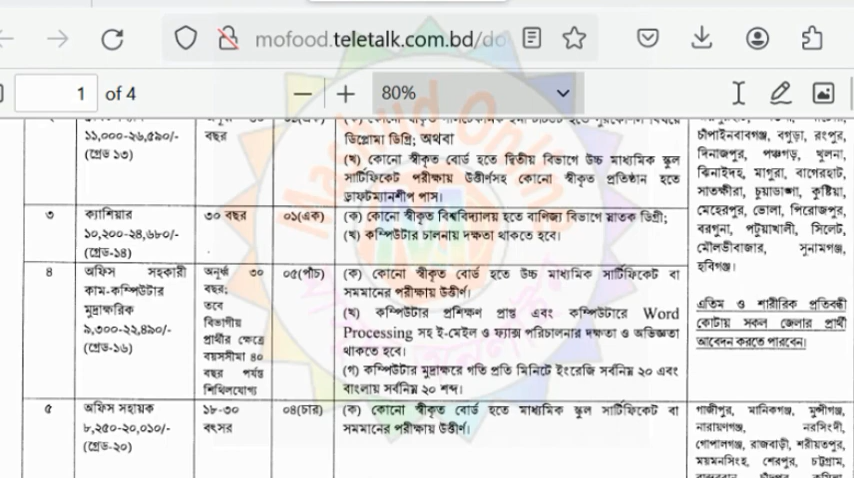 mofood.teletalk.com.bd/do
1 of 4
80%
১১,০০০-২৬,৫৯০/-
(গ্রেড ১৩)
বছর
ডিপ্লোমা ডিগ্রি; অথবা
(খ) কোনো স্বীকৃত বোর্ড হতে দ্বিতীয় বিভাগে উচ্চ মাধ্যমিক স্কুল
সার্টিফিকেট পরীক্ষায় উর্ত্তীর্ণসহ কোনো স্বীকৃত প্রতিষ্ঠান হতে
ড্রাফটম্যানশীপ পাস।
৩
ক্যাশিয়ার
১০,২০০-২৪,৬৮০/-
(গ্রেড-১৪)
৩০ বছর
০১(এক)
(ক) কোনো স্বীকৃত বিশ্ববিদ্যালয় হতে বাণিজ্য বিভাগে স্নাতক ডিগ্রী;
(খ) কম্পিউটার চালনায় দক্ষতা থাকতে হবে।
৪
অফিস সহকারী
কাম-কম্পিউটার
মুদ্রাক্ষরিক
৯,৩০০-২২,৪৯০/-
(গ্রেড-১৬)
অনূর্ধ্ব ৩০
বছর;
তবে
বিভাগীয়
প্রার্থীর ক্ষেত্রে
বয়সসীমা ৪০
বছর পর্যন্ত
শিথিলযোগ্য
০৫(পাঁচ)
(ক) কোনো স্বীকৃত বোর্ড হতে উচ্চ মাধ্যমিক সার্টিফিকেট বা
সমমানের পরীক্ষায় উর্ত্তীর্ণ।
(খ) কম্পিউটার প্রশিক্ষণ প্রাপ্ত এবং কম্পিউটারে Word
Processing সহ ই-মেইল ও ফ্যাক্স পরিচালনার দক্ষতা ও অভিজ্ঞতা
থাকতে হবে।
(গ) কম্পিউটার মুদ্রাক্ষরে গতি প্রতি মিনিটে ইংরেজি সর্বনিম্ন ২০ এবং
বাংলায় সর্বনিম্ন ২০ শব্দ।
৫
অফিস সহায়ক
৮,২৫০-২০,০১০/-
(গ্রেড-২০)
১৮-৩০
বৎসর
০৪(চার)
(ক) কোনো স্বীকৃত বোর্ড হতে মাধ্যমিক স্কুল সার্টিফিকেট বা
সমমানের পরীক্ষায় উর্ত্তীর্ণ।
চাঁপাইনবাবগঞ্জ, বগুড়া, রংপুর,
দিনাজপুর, পঞ্চগড়, খুলনা,
ঝিনাইদহ, মাগুরা, বাগেরহাট,
সাতক্ষীরা, চুয়াডাঙ্গা, কুষ্টিয়া,
মেহেরপুর, ভোলা, পিরোজপুর,
বরগুনা, পটুয়াখালী, সিলেট,
মৌলভীবাজার, সুনামগঞ্জ,
হবিগঞ্জ।
এতিম ও শারীরিক প্রতিবন্ধী
কোটায় সকল জেলার প্রার্থী
আবেদন করতে পারবেন।
গাজীপুর, মানিকগঞ্জ, মুন্সীগঞ্জ,
নারায়ণগঞ্জ, নরসিংদী,
গোপালগঞ্জ, রাজবাড়ী, শরীয়তপুর,
ময়মনসিংহ, শেরপুর, চট্টগ্রাম,